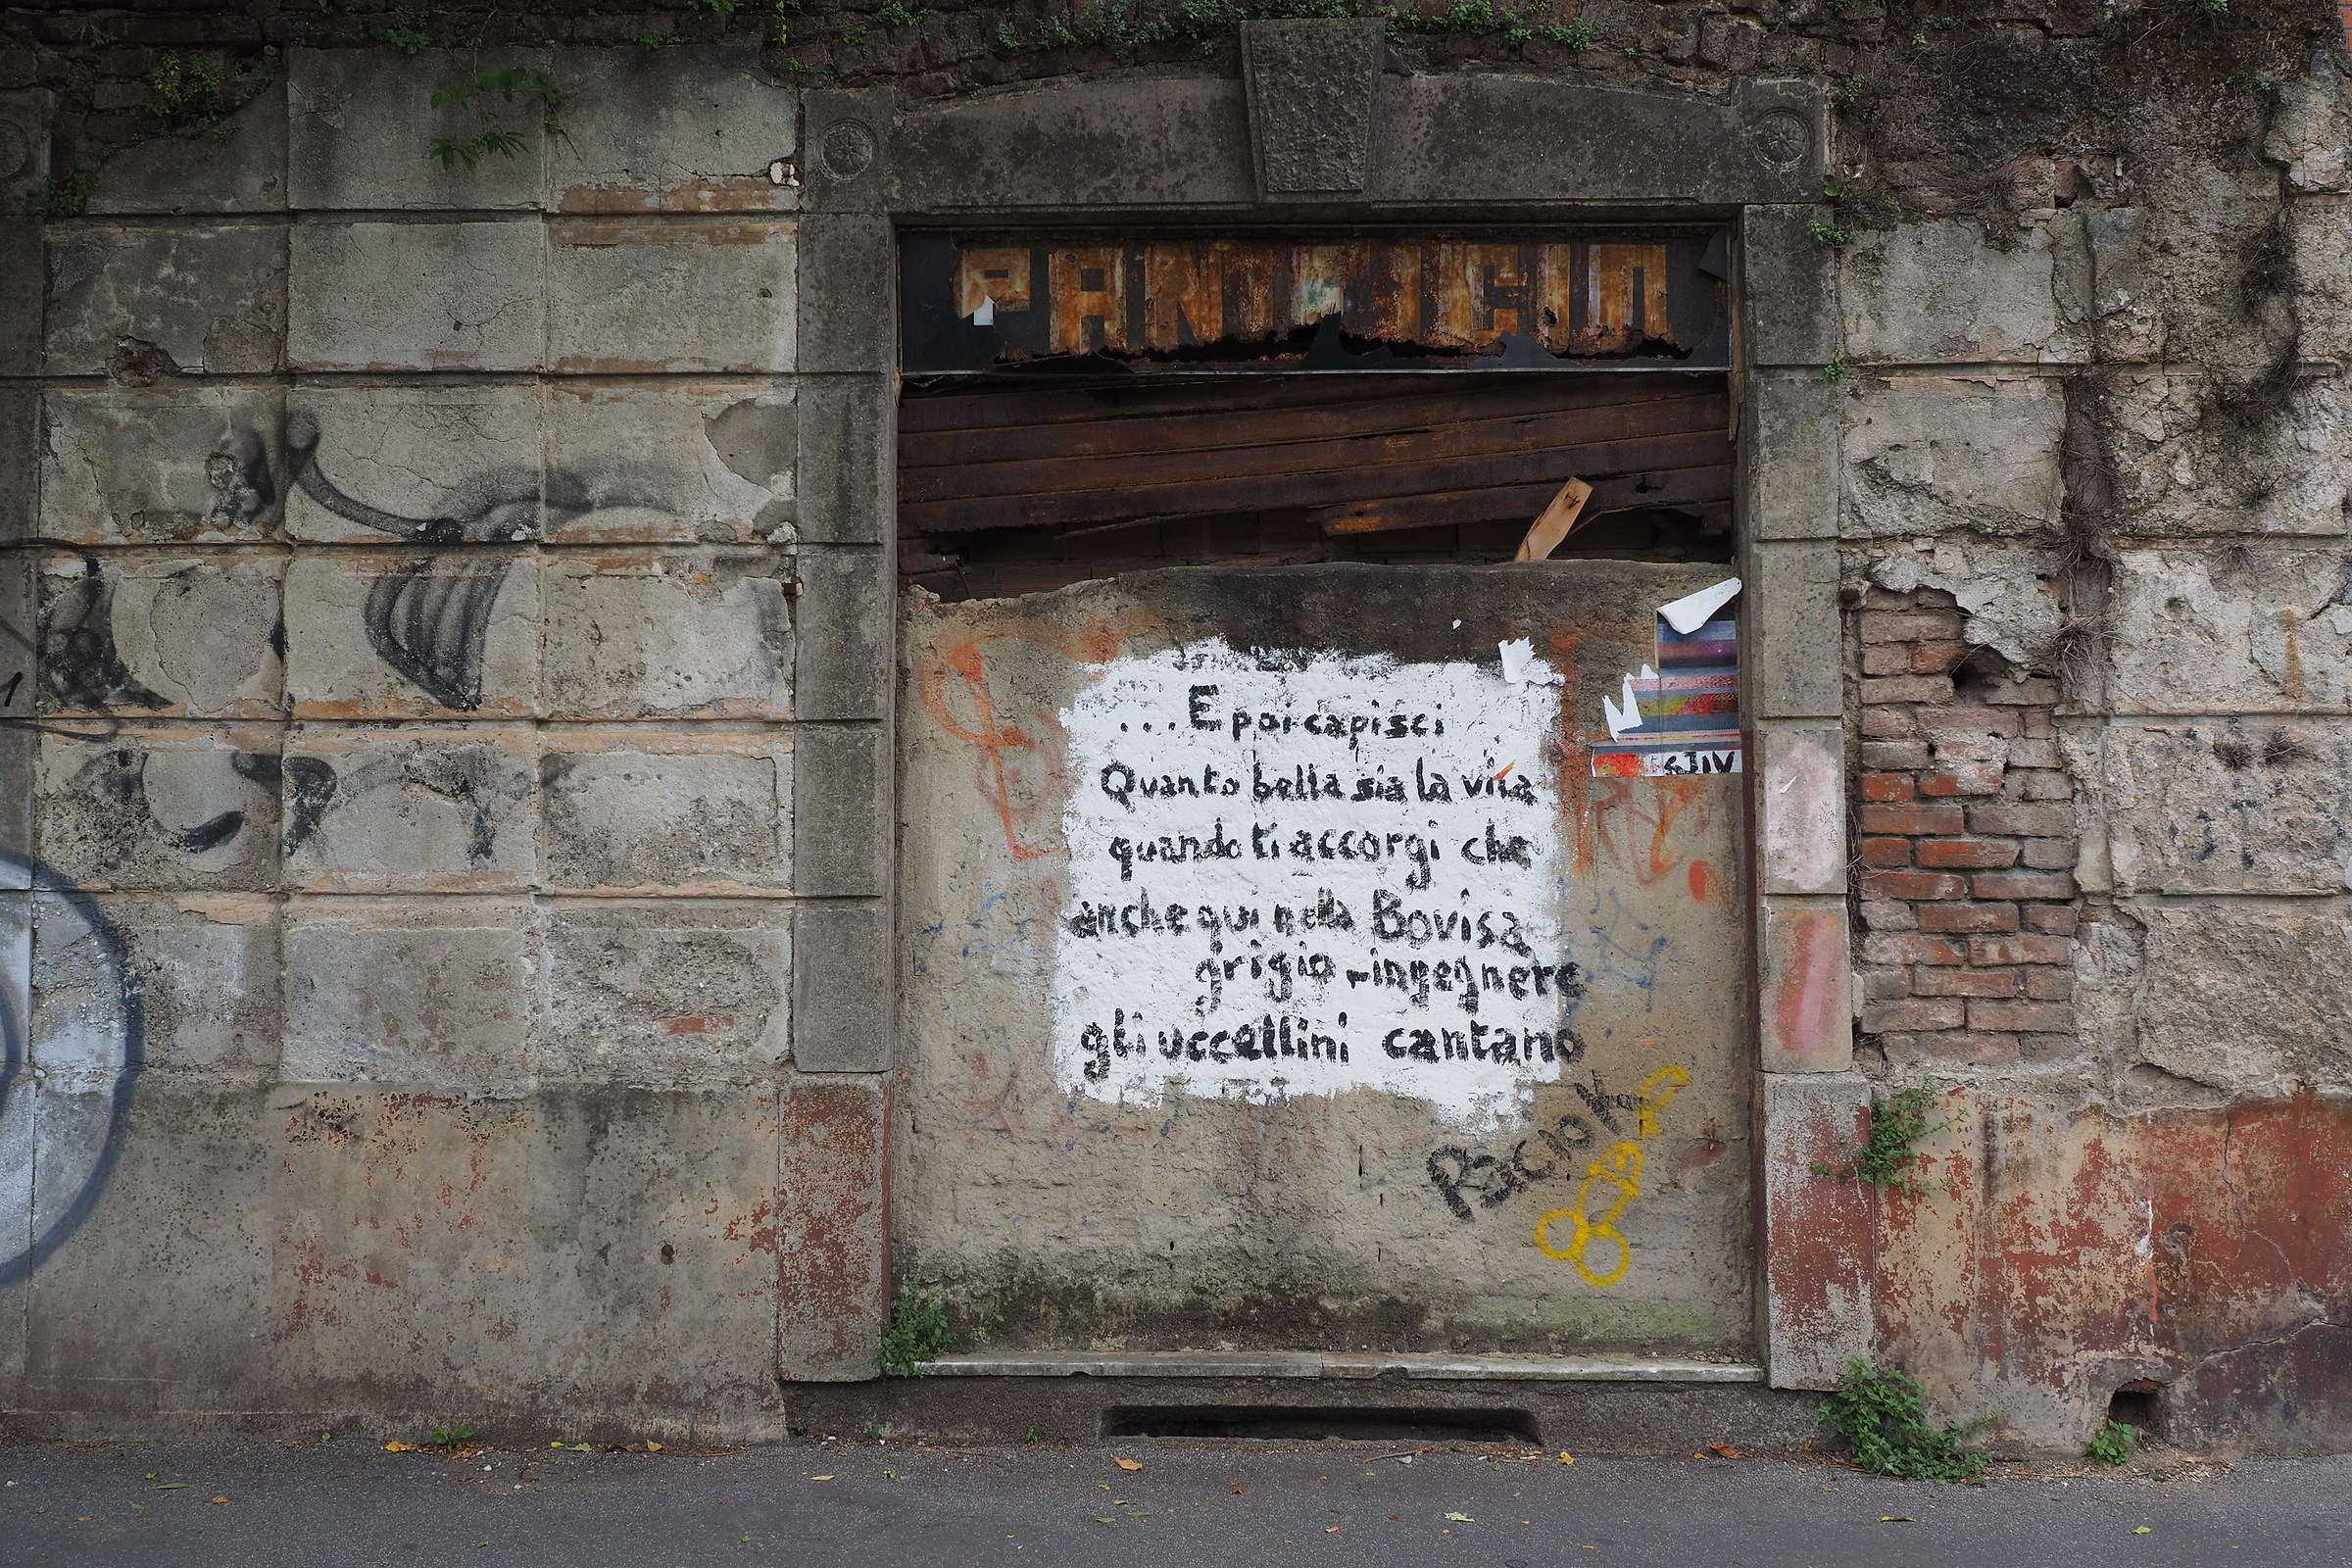 PANIFICIO
... E poi capisci
Quanto bella sia la vita
quando ti accorgi che
anche qui nella Bovisa
grigio-ingegnere
gli uccellini cantano